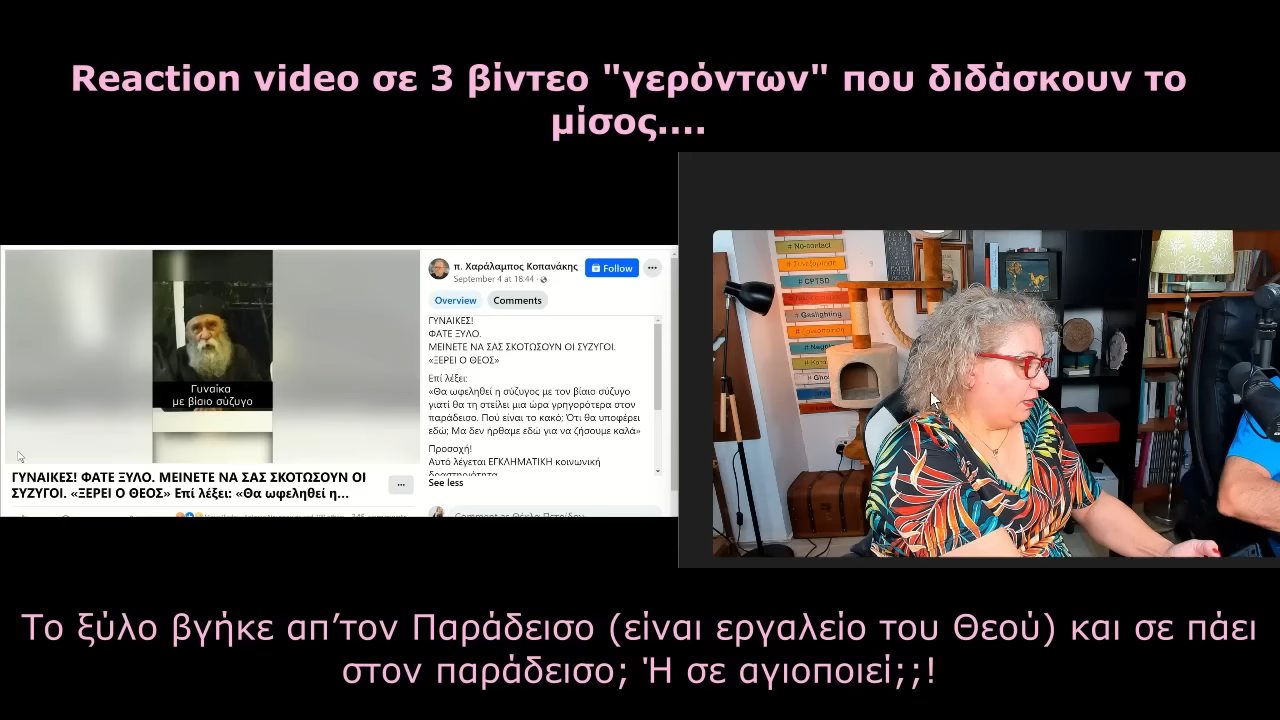 Reaction video σε 3 βίντεο "γερόντων" που διδάσκουν το
μίσος....
Γυναίκα
με βίαιο σύζυγο
ΓΥΝΑΙΚΕΣ! ΦΑΤΕ ΞΥΛΟ. ΜΕΙΝΕΤΕ ΝΑ ΣΑΣ ΣΚΟΤΩΣΟΥΝ ΟΙ
ΣΥΖΥΓΟΙ. «ΞΕΡΕΙ Ο ΘΕΟΣ» Επί λέξει: «Θα ωφεληθεί η...
π. Χαράλαμπος Κοπανάκης
Follow
September 4 at 18:44
Overview
Comments
ΓΥΝΑΙΚΕΣ!
ΦΑΤΕ ΞΥΛΟ.
ΜΕΙΝΕΤΕ ΝΑ ΣΑΣ ΣΚΟΤΩΣΟΥΝ ΟΙ ΣΥΖΥΓΟΙ.
«ΞΕΡΕΙ Ο ΘΕΟΣ»
Επί λέξει:
«Θα ωφεληθεί η σύζυγος με τον βίαιο σύζυγο
γιατί θα τη στείλει μια ώρα γρηγορότερα στον
παράδεισο. Πού είναι το κακό; Ότι θα υποφέρει
εδώ; Μα δεν ήρθαμε εδώ για να ζήσουμε καλά»
Προσοχή!
Αυτό λέγεται ΕΓΚΛΗΜΑΤΙΚΗ κοινωνική
δραστηριότητα
See less
# No-contact
# CPTSD
# Gaslighting
Το ξύλο βγήκε απ’τον Παράδεισο (είναι εργαλείο του Θεού) και σε πάει
στον παράδεισο; Ή σε αγιοποιεί;;!